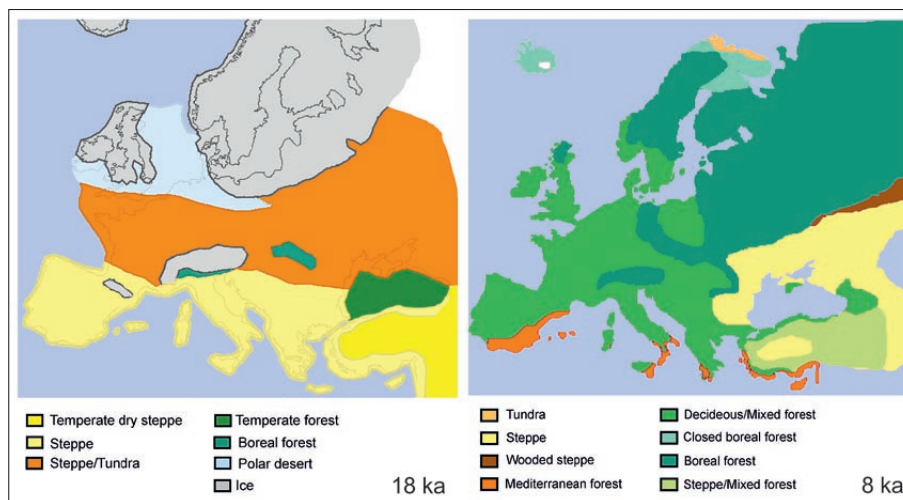 Temperate dry steppe
Steppe
Steppe/Tundra
Temperate forest
Boreal forest
Polar desert
Ice
18 ka
Tundra
Steppe
Wooded steppe
Mediterranean forest
Decideous/Mixed forest
Closed boreal forest
Boreal forest
Steppe/Mixed forest
8 ka